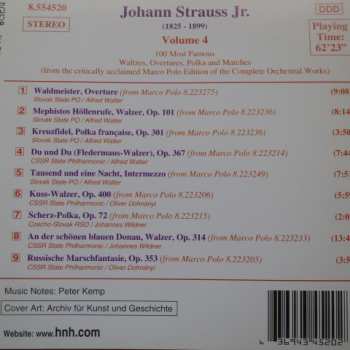 8.554520
STEREO
Johann Strauss Jr.
(1825 - 1899)
Volume 4
100 Most Famous
Waltzes, Overtures, Polka and Marches
(from the critically acclaimed Marco Polo Edition of the Complete Orchestral Works)
DDD
Playing
Time:
62'23"
1 Waldmeister, Overture (from Marco Polo 8.223275)
Slovak State PO / Alfred Walter
2 Mephistos Höllenrufe, Walzer, Op. 101 (from Marco Polo 8.223236) (8:14
Slovak State PO / Alfred Walter
3 Kreuzfidel, Polka française, Op. 301 (from Marco Polo 8.223236)
Slovak State PO / Alfred Walter
4 Du und Du (Fledermaus-Walzer), Op. 367 (from Marco Polo 8.223214) (7:44
CSSR State Philharmonic / Alfred Walter
5 Tausend und eine Nacht, Intermezzo (from Marco Polo 8.223249)
Slovak State PO / Alfred Walter
6 Kuss-Walzer, Op. 400 (from Marco Polo 8.223206)
CSSR State Philharmonic / Oliver Dohnányi
7 Scherz-Polka, Op. 72 (from Marco Polo 8.223215)
Czecho-Slovak RSO / Johannes Wildner
8 An der schönen blauen Donau, Walzer, Op. 314 (from Marco Polo 8.223233)
CSSR State Philharmonic / Johannes Wildner
9 Russische Marschfantasie, Op. 353 (from Marco Polo 8.223203)
CSSR State Philharmonic / Oliver Dohnányi
Music Notes: Peter Kemp
Cover Art: Archiv für Kunst und Geschichte
Website: www.hnh.com
6 36943 45202